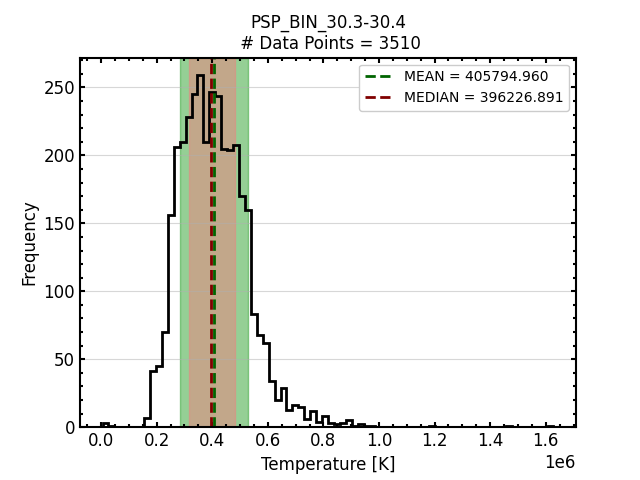 PSP_BIN_30.3-30.4
# Data Points = 3510
MEAN = 405794.960
MEDIAN = 396226.891
250
200
150
100
50
0
Frequency
0.0 0.2 0.4 0.6 0.8 1.0 1.2 1.4 1.6
1e6
Temperature [K]